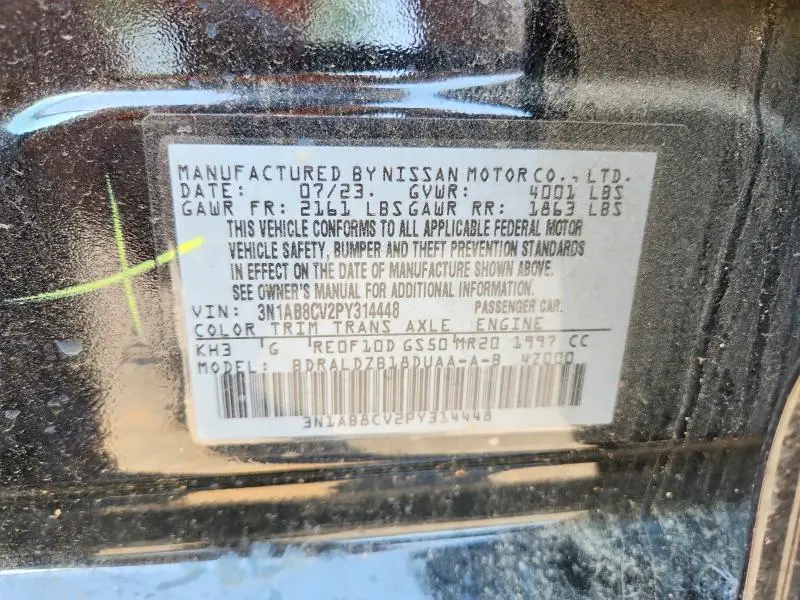 MANUFACTURED BY NISSAN MOTOR CO., LTD.
DATE: 07/23. GVWR: 4001 LBS
GAWR FR: 2161 LBS GAWR RR: 1863 LBS
THIS VEHICLE CONFORMS TO ALL APPLICABLE FEDERAL MOTOR
VEHICLE SAFETY, BUMPER AND THEFT PREVENTION STANDARDS
IN EFFECT ON THE DATE OF MANUFACTURE SHOWN ABOVE.
SEE OWNER'S MANUAL FOR ADDITIONAL INFORMATION.
VIN: 3N1AB8CV2PY314448 PASSENGER CAR.
COLOR TRIM TRANS AXLE ENGINE
KH3 G RE0F10D GS50 MR20 1997 CC
MODEL: BDRALDZB18DUAA-A-B 4Z000
3N1AB8CV2PY314448